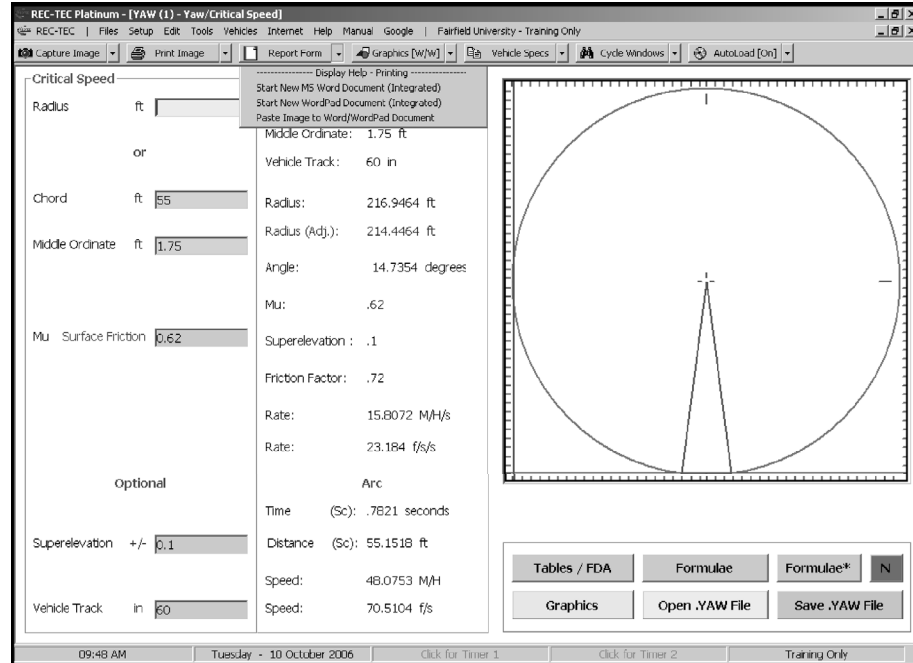 REC-TEC Platinum - [YAW (1) - Yaw/Critical Speed]
REC-TEC | Files Setup Edit Tools Vehicles Internet Help Manual Google | Fairfield University - Training Only
Capture Image Print Image Report Form Graphics [W/W] Vehicle Specs Cycle Windows AutoLoad [On]
---------------- Display Help - Printing ----------------
Start New MS Word Document (Integrated)
Start New WordPad Document (Integrated)
Paste Image to Word/WordPad Document
Critical Speed
Radius ft
or
Chord ft 55
Middle Ordinate ft 1.75
Mu Surface Friction 0.62
Optional
Superelevation +/- 0.1
Vehicle Track in 60
Middle Ordinate: 1.75 ft
Vehicle Track: 60 in
Radius: 216.9464 ft
Radius (Adj.): 214.4464 ft
Angle: 14.7354 degrees
Mu: .62
Superelevation : .1
Friction Factor: .72
Rate: 15.8072 M/H/s
Rate: 23.184 f/s/s
Arc
Time (Sc): .7821 seconds
Distance (Sc): 55.1518 ft
Speed: 48.0753 M/H
Speed: 70.5104 f/s
Tables / FDA Formulae Formulae* N
Graphics Open .YAW File Save .YAW File
09:48 AM Tuesday - 10 October 2006 Click for Timer 1 Click for Timer 2 Training Only